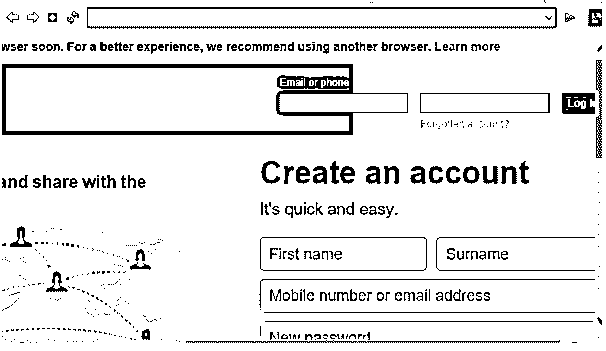 wser soon. For a better experience, we recommend using another browser. Learn more
Email or phone
Log
Forgotten account?
and share with the
Create an account
It's quick and easy.
First name
Surname
Mobile number or email address
New password